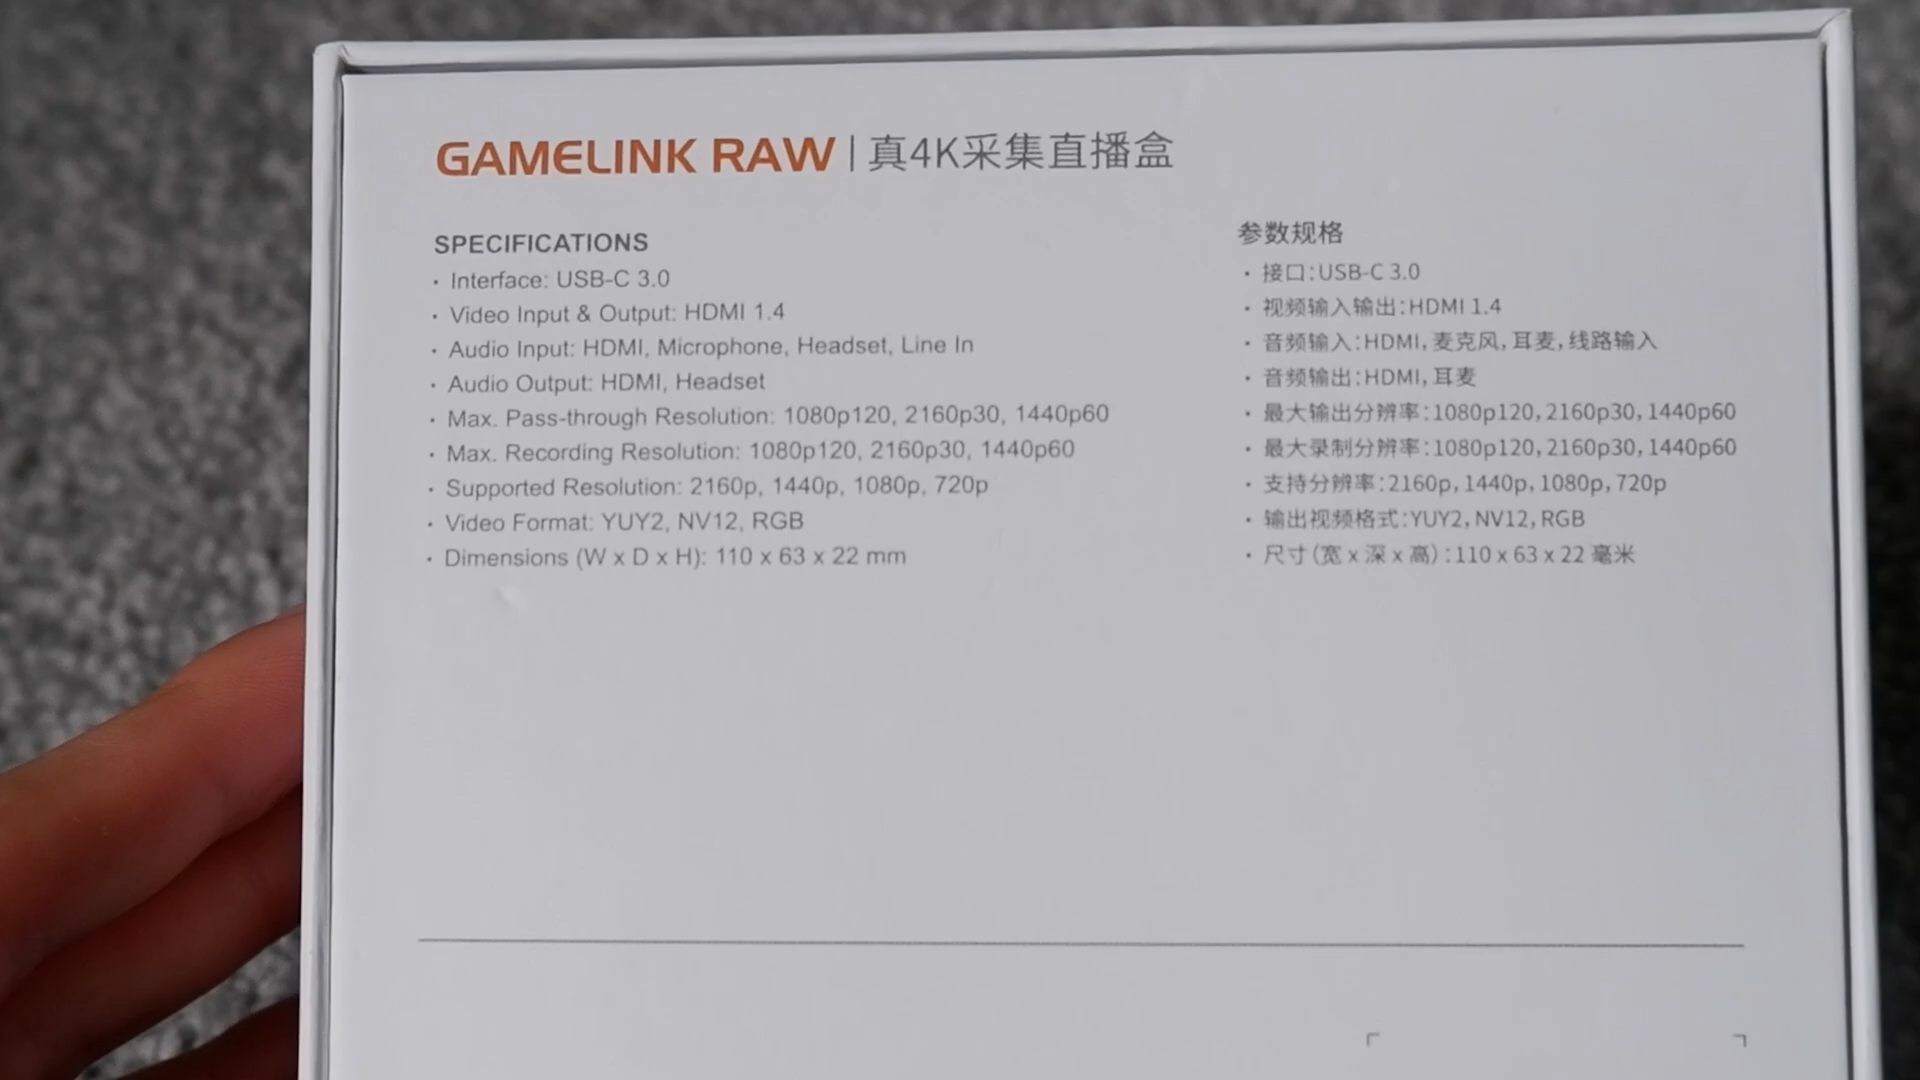 GAMELINK RAW | 真4K采集直播盒
SPECIFICATIONS
· Interface: USB-C 3.0
· Video Input & Output: HDMI 1.4
· Audio Input: HDMI, Microphone, Headset, Line In
· Audio Output: HDMI, Headset
· Max. Pass-through Resolution: 1080p120, 2160p30, 1440p60
· Max. Recording Resolution: 1080p120, 2160p30, 1440p60
· Supported Resolution: 2160p, 1440p, 1080p, 720p
· Video Format: YUY2, NV12, RGB
· Dimensions (W x D x H): 110 x 63 x 22 mm
参数规格
· 接口:USB-C 3.0
· 视频输入输出:HDMI 1.4
· 音频输入:HDMI,麦克风,耳麦,线路输入
· 音频输出:HDMI,耳麦
· 最大输出分辨率:1080p120,2160p30,1440p60
· 最大录制分辨率:1080p120,2160p30,1440p60
· 支持分辨率:2160p,1440p,1080p,720p
· 输出视频格式:YUY2,NV12,RGB
· 尺寸(宽 x 深 x 高):110 x 63 x 22 毫米